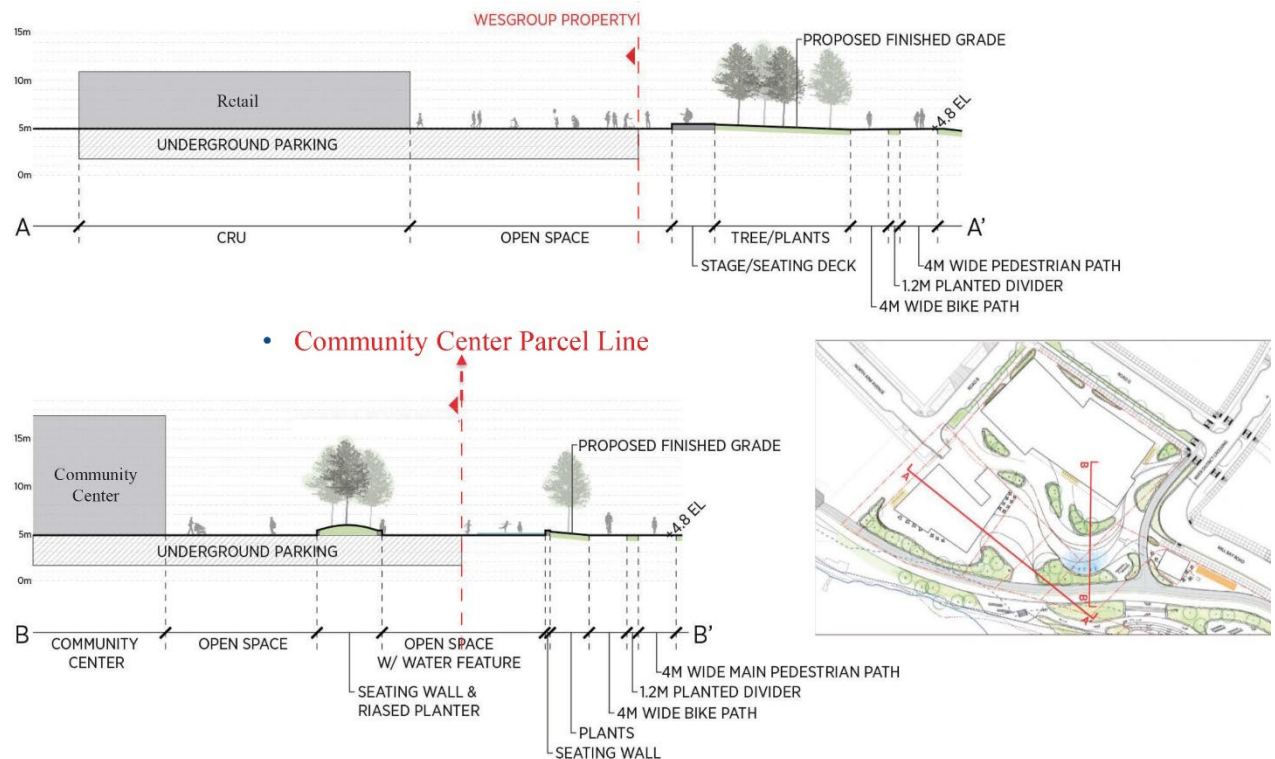 WESGROUP PROPERTY
15m
PROPOSED FINISHED GRADE
10m
Retail
+4.8 EL
5m
UNDERGROUND PARKING
0m
A
A'
CRU
OPEN SPACE
TREE/PLANTS
STAGE/SEATING DECK
4M WIDE PEDESTRIAN PATH
1.2M PLANTED DIVIDER
4M WIDE BIKE PATH
• Community Center Parcel Line
15m
PROPOSED FINISHED GRADE
Community
Center
10m
+4.8 EL
5m
UNDERGROUND PARKING
0m
B
B'
COMMUNITY
CENTER
OPEN SPACE
OPEN SPACE
W/ WATER FEATURE
SEATING WALL &
RIASED PLANTER
4M WIDE MAIN PEDESTRIAN PATH
1.2M PLANTED DIVIDER
4M WIDE BIKE PATH
PLANTS
SEATING WALL
A
B
B'
A'